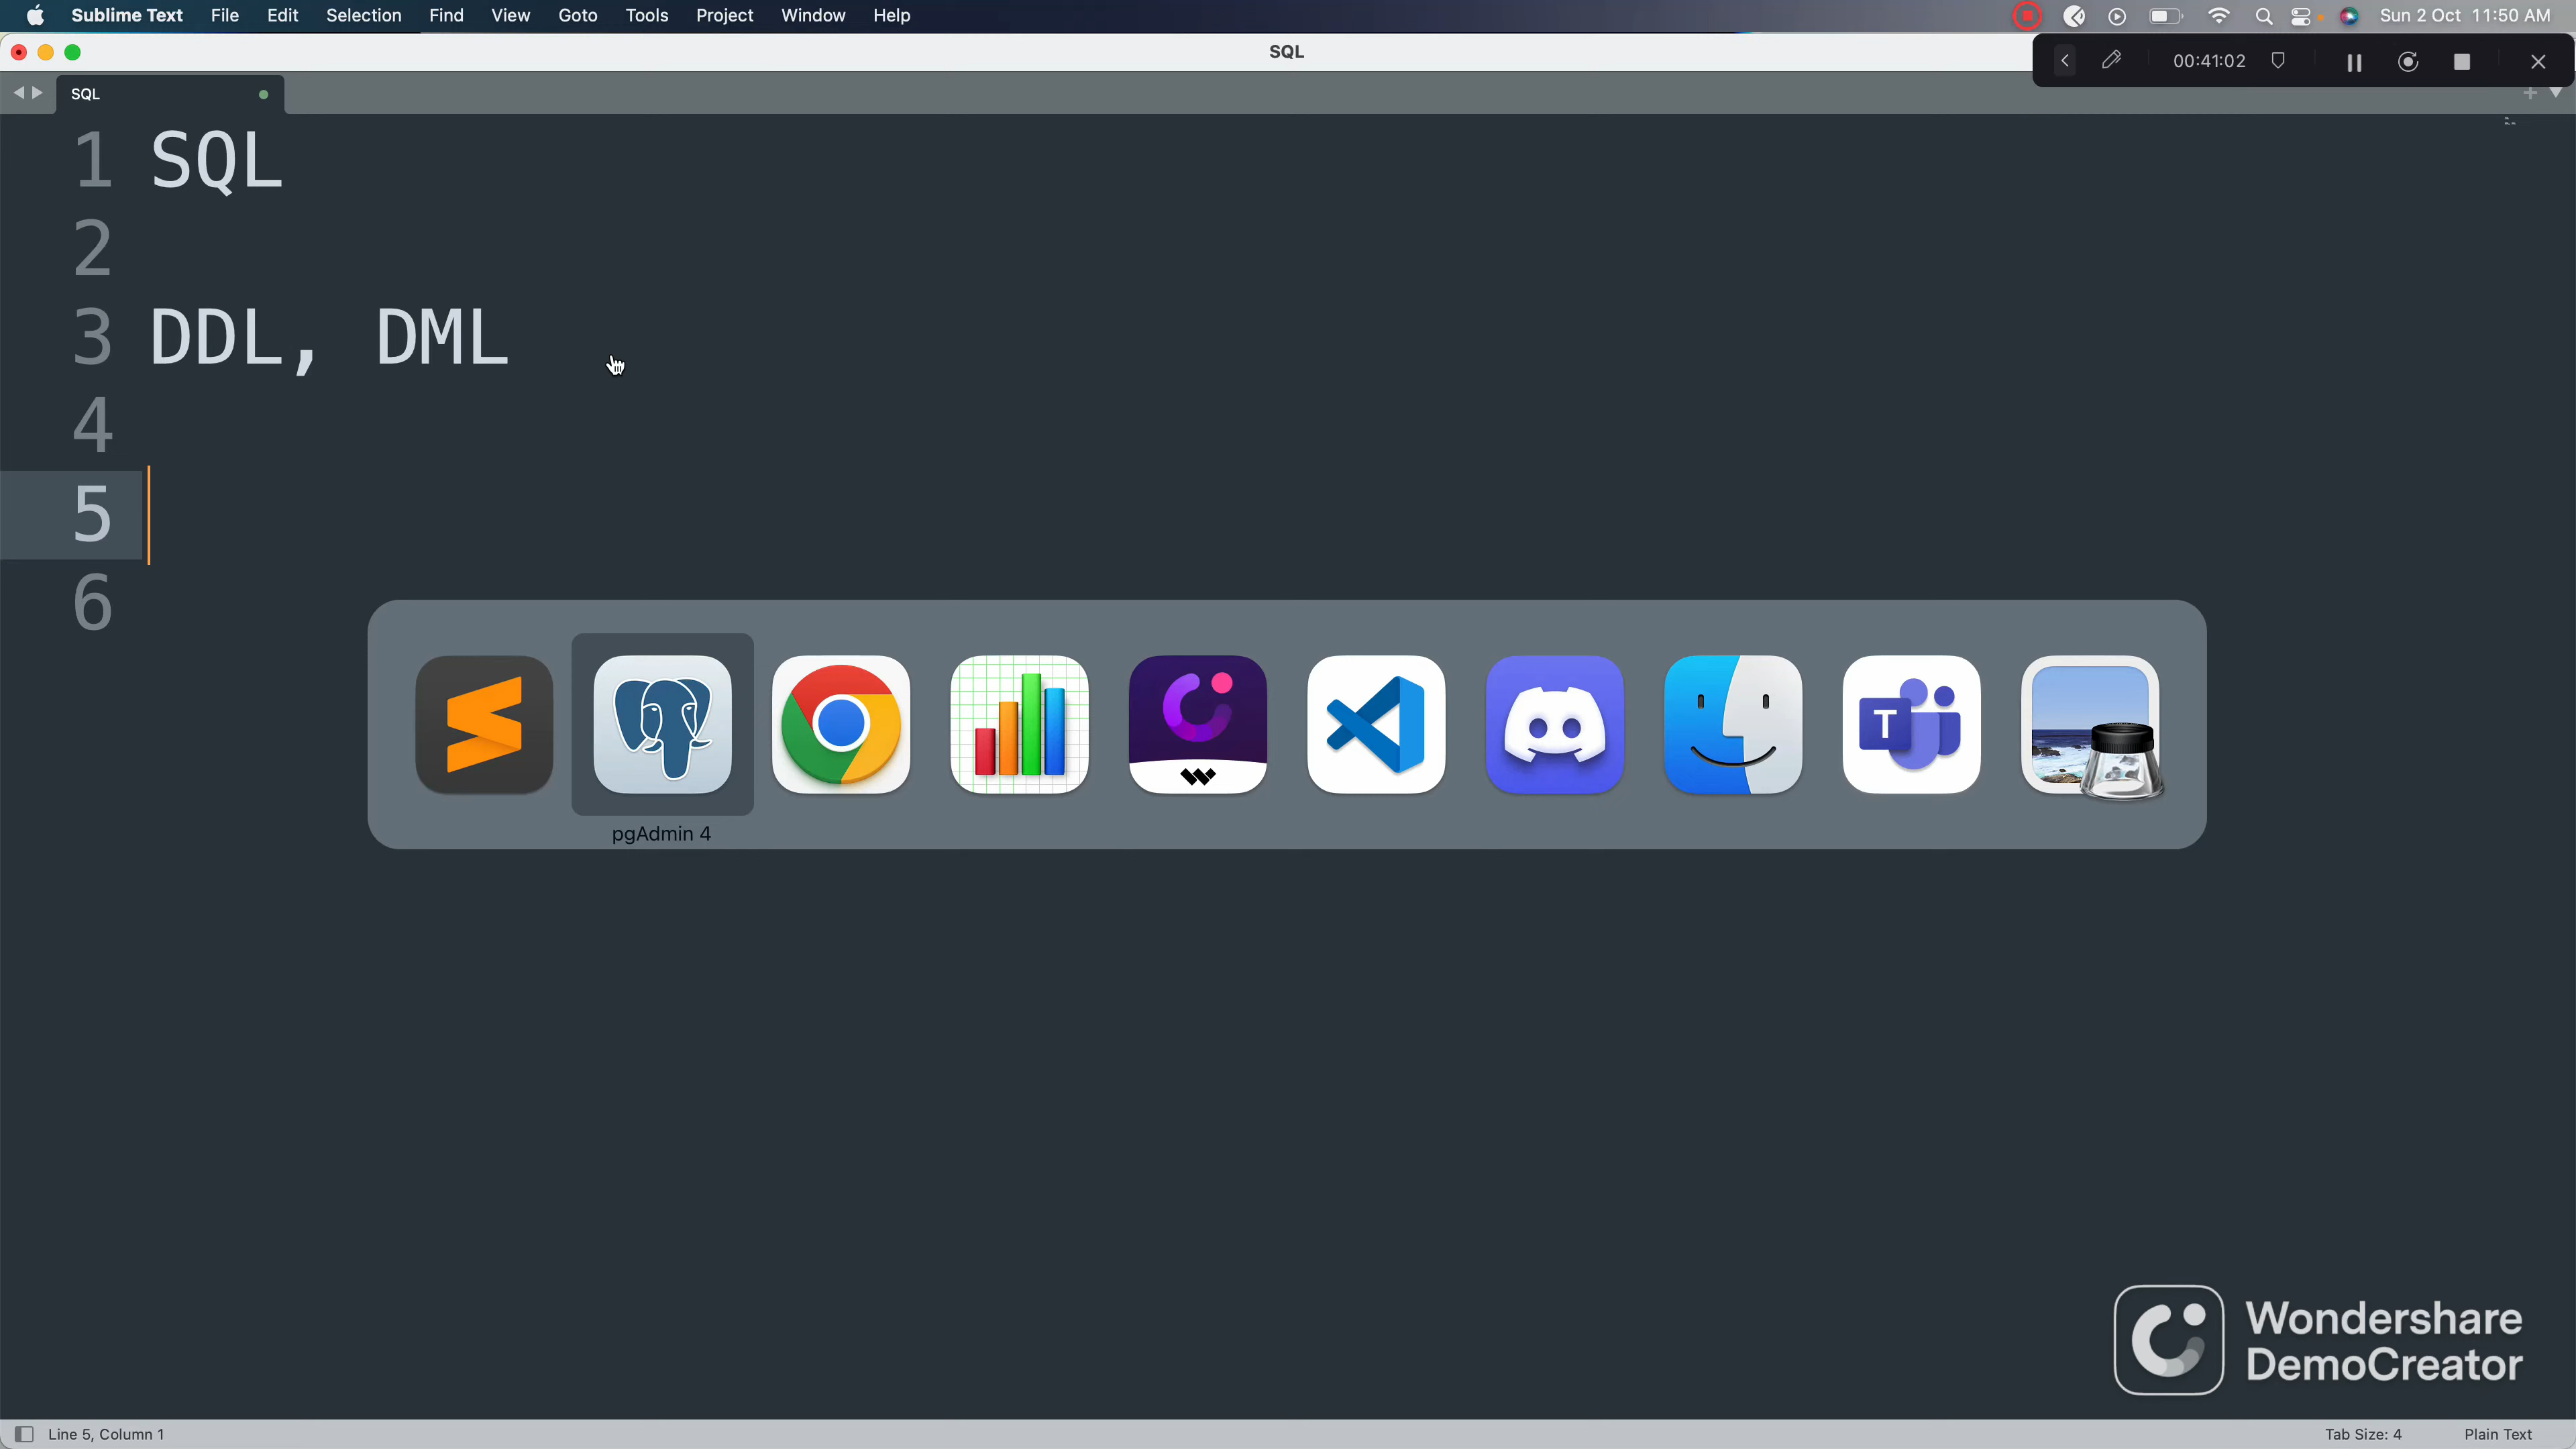 Sublime Text File Edit Selection Find View Goto Tools Project Window Help Sun 2 Oct 11:50 AM
SQL
00:41:02
SQL
1 SQL
2
3 DDL, DML
4
5
6
T
pgAdmin 4
Wondershare
DemoCreator
Line 5, Column 1 Tab Size: 4 Plain Text